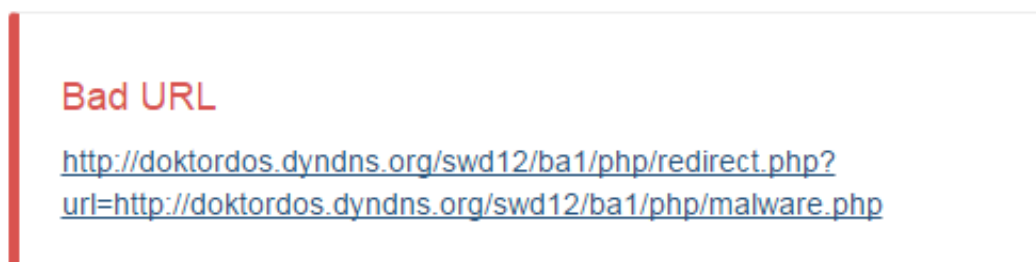 Bad URL
http://doktordos.dyndns.org/swd12/ba1/php/redirect.php?
url=http://doktordos.dyndns.org/swd12/ba1/php/malware.php